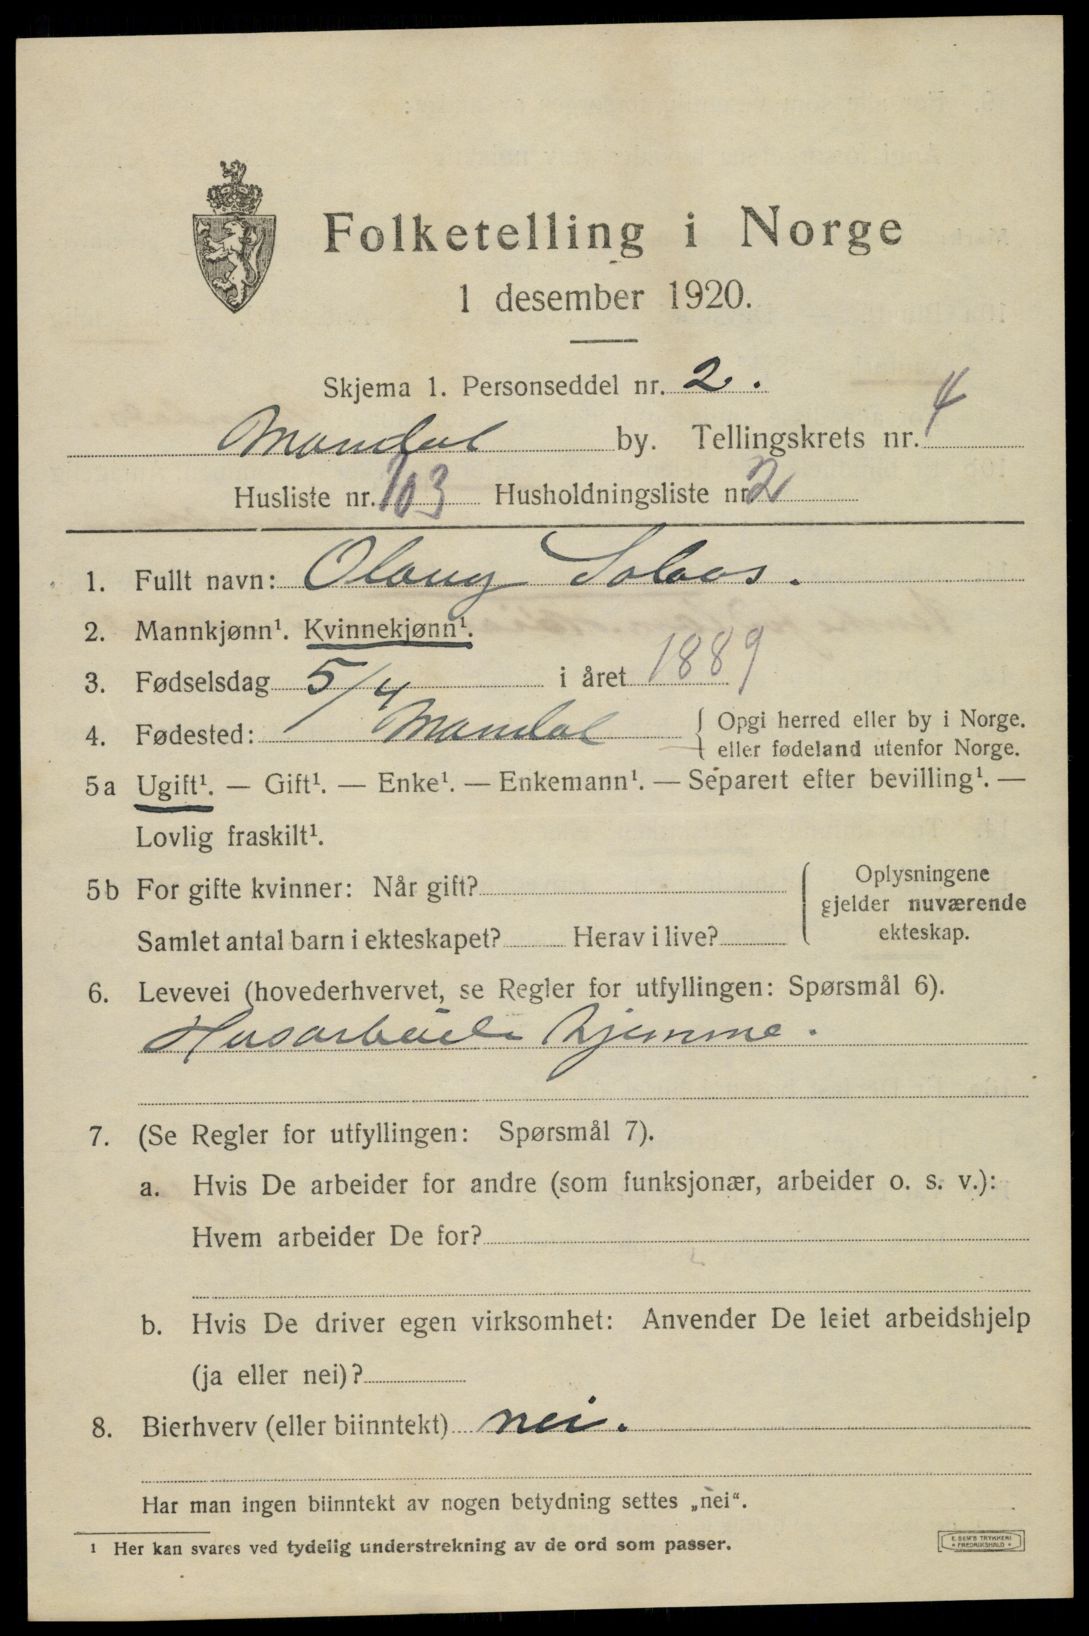 Folketelling i Norge
1 desember 1920.
Skjema 1. Personseddel nr. 2.
Mandal by. Tellingskrets nr. 4
Husliste nr. 103 Husholdningsliste nr. 2
1. Fullt navn: Olaug Solaas.
2. Mannkjønn¹. Kvinnekjønn¹.
3. Fødselsdag 5/4 i året 1889
4. Fødested: Mandal { Opgi herred eller by i Norge.
eller fødeland utenfor Norge.
5a Ugift¹. — Gift¹. — Enke¹. — Enkemann¹. — Separert efter bevilling¹. —
Lovlig fraskilt¹.
5b For gifte kvinner: Når gift?
Samlet antal barn i ekteskapet? Herav i live?
Oplysningene
gjelder nuværende
ekteskap.
6. Levevei (hovederhvervet, se Regler for utfyllingen: Spørsmål 6).
Husarbeide hjemme.
7. (Se Regler for utfyllingen: Spørsmål 7).
a. Hvis De arbeider for andre (som funksjonær, arbeider o. s. v.):
Hvem arbeider De for?
b. Hvis De driver egen virksomhet: Anvender De leiet arbeidshjelp
(ja eller nei)?
8. Bierhverv (eller biinntekt) nei.
Har man ingen biinntekt av nogen betydning settes „nei“.
¹ Her kan svares ved tydelig understrekning av de ord som passer.
E. SEM'S TRYKKERI
FREDRIKSHALD